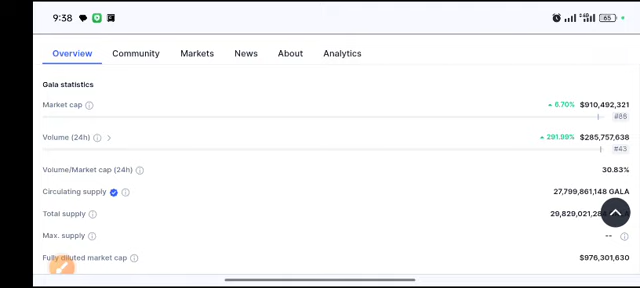 9:38
65
Overview Community Markets News About Analytics
Gala statistics
Market cap 6.70% $910,492,321
#86
Volume (24h) 291.99% $285,757,638
#43
Volume/Market cap (24h) 30.83%
Circulating supply 27,799,861,148 GALA
Total supply
Max. supply --
Fully diluted market cap $976,301,630